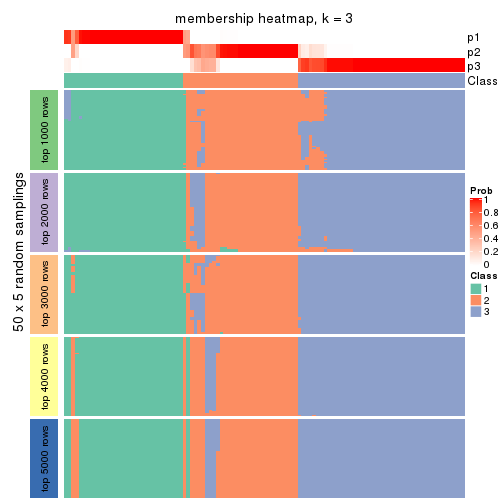 membership heatmap, k = 3
p1
p2
p3
Class
50 x 5 random samplings
top 1000 rows
top 2000 rows
top 3000 rows
top 4000 rows
top 5000 rows
Prob
1
0.8
0.6
0.4
0.2
0
Class
1
2
3